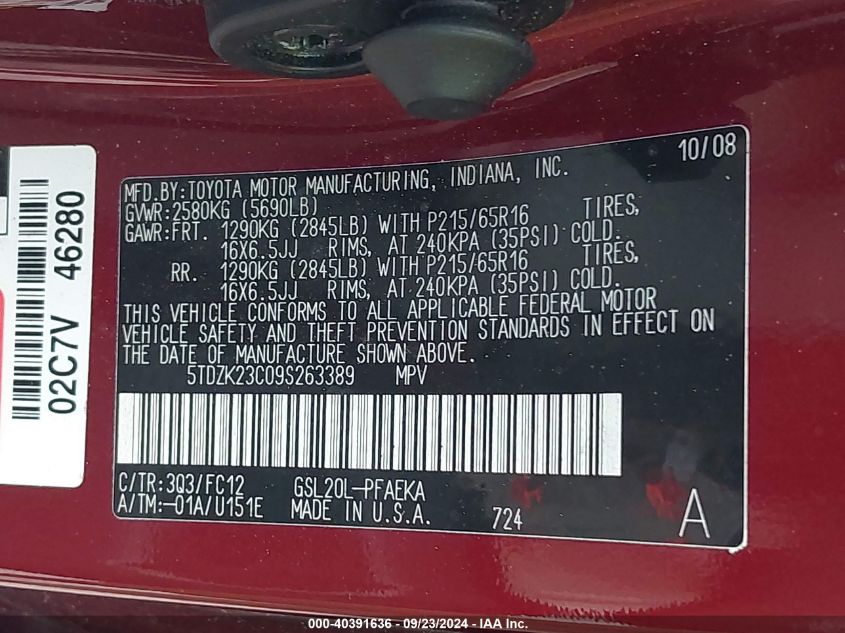 10/08
MFD.BY:TOYOTA MOTOR MANUFACTURING, INDIANA, INC.
GVWR:2580KG (5690LB)
GAWR:FRT. 1290KG (2845LB) WITH P215/65R16 TIRES,
16X6.5JJ RIMS, AT 240KPA (35PSI) COLD.
RR. 1290KG (2845LB) WITH P215/65R16 TIRES,
16X6.5JJ RIMS, AT 240KPA (35PSI) COLD.
THIS VEHICLE CONFORMS TO ALL APPLICABLE FEDERAL MOTOR
VEHICLE SAFETY AND THEFT PREVENTION STANDARDS IN EFFECT ON
THE DATE OF MANUFACTURE SHOWN ABOVE.
5TDZK23C09S263389 MPV
C/TR:3Q3/FC12 GSL20L-PFAEKA
A/TM:-01A/U151E MADE IN U.S.A. 724 A
02C7V 46280
000-40391636 - 09/23/2024 - IAA Inc.